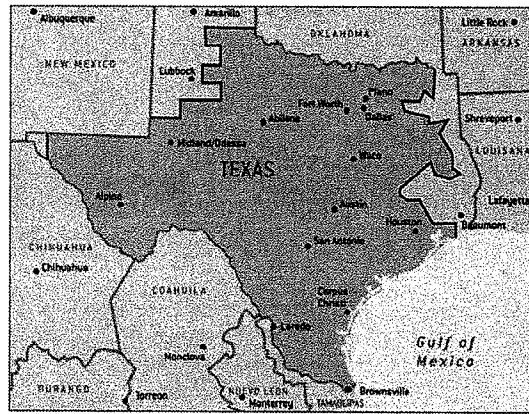 Albuquerque
Amarillo
OKLAHOMA
Little Rock
ARKANSAS
NEW MEXICO
Lubbock
Plano
Fort Worth
Dallas
Abilene
Shreveport
Midland/Odessa
Waco
LOUISIANA
TEXAS
Alpine
Austin
Lafayette
Houston
Beaumont
San Antonio
CHIHUAHUA
Chihuahua
COAHUILA
Corpus
Christi
Laredo
Gulf of
Mexico
Monclova
DURANGO
Torreon
NUEVO LEON
Monterrey
TAMAULIPAS
Brownsville